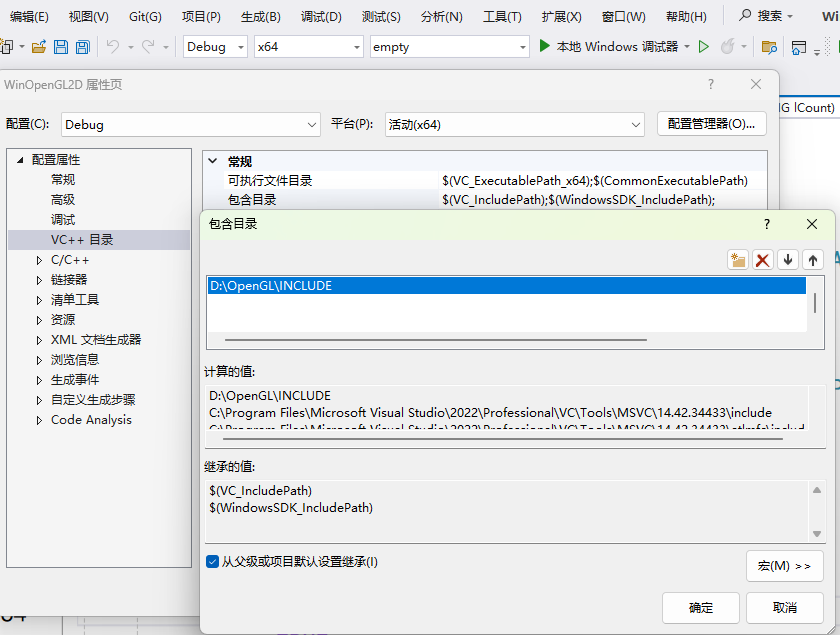 编辑(E) 视图(V) Git(G) 项目(P) 生成(B) 调试(D) 测试(S) 分析(N) 工具(T) 扩展(X) 窗口(W) 帮助(H) 搜索 Wi
Debug x64 empty 本地 Windows 调试器
WinOpenGL2D 属性页 ?
G lCount)
配置(C): Debug 平台(P): 活动(x64) 配置管理器(O)...
配置属性
常规
高级
调试
VC++ 目录
C/C++
链接器
清单工具
资源
XML 文档生成器
浏览信息
生成事件
自定义生成步骤
Code Analysis
常规
可执行文件目录 $(VC_ExecutablePath_x64);$(CommonExecutablePath)
包含目录 $(VC_IncludePath);$(WindowsSDK_IncludePath);
包含目录 ?
D:\OpenGL\INCLUDE
计算的值:
D:\OpenGL\INCLUDE
C:\Program Files\Microsoft Visual Studio\2022\Professional\VC\Tools\MSVC\14.42.34433\include
继承的值:
$(VC_IncludePath)
$(WindowsSDK_IncludePath)
从父级或项目默认设置继承(I)
宏(M) >>
确定 取消